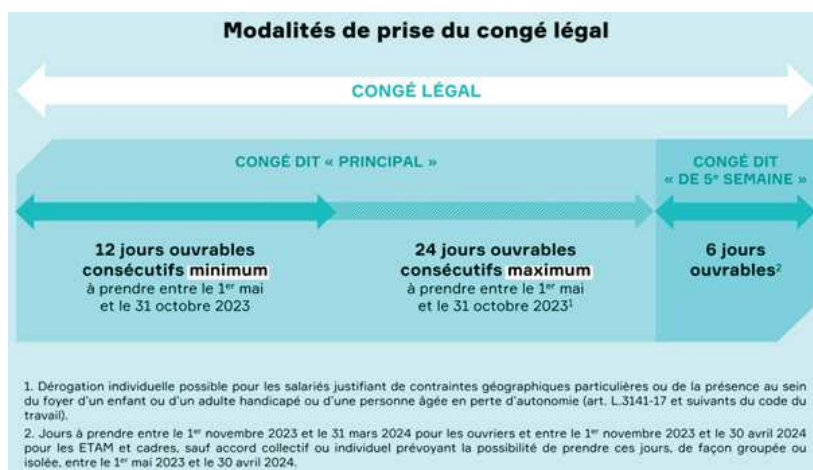 Modalités de prise du congé légal
CONGÉ LÉGAL
CONGÉ DIT « PRINCIPAL »
12 jours ouvrables
consécutifs minimum
à prendre entre le 1er mai
et le 31 octobre 2023
24 jours ouvrables
consécutifs maximum
à prendre entre le 1er mai
et le 31 octobre 2023¹
CONGÉ DIT
« DE 5e SEMAINE »
6 jours
ouvrables²
1. Dérogation individuelle possible pour les salariés justifiant de contraintes géographiques particulières ou de la présence au sein
du foyer d'un enfant ou d'un adulte handicapé ou d'une personne âgée en perte d'autonomie (art. L.3141-17 et suivants du code du
travail).
2. Jours à prendre entre le 1er novembre 2023 et le 31 mars 2024 pour les ouvriers et entre le 1er novembre 2023 et le 30 avril 2024
pour les ETAM et cadres, sauf accord collectif ou individuel prévoyant la possibilité de prendre ces jours, de façon groupée ou
isolée, entre le 1er mai 2023 et le 30 avril 2024.